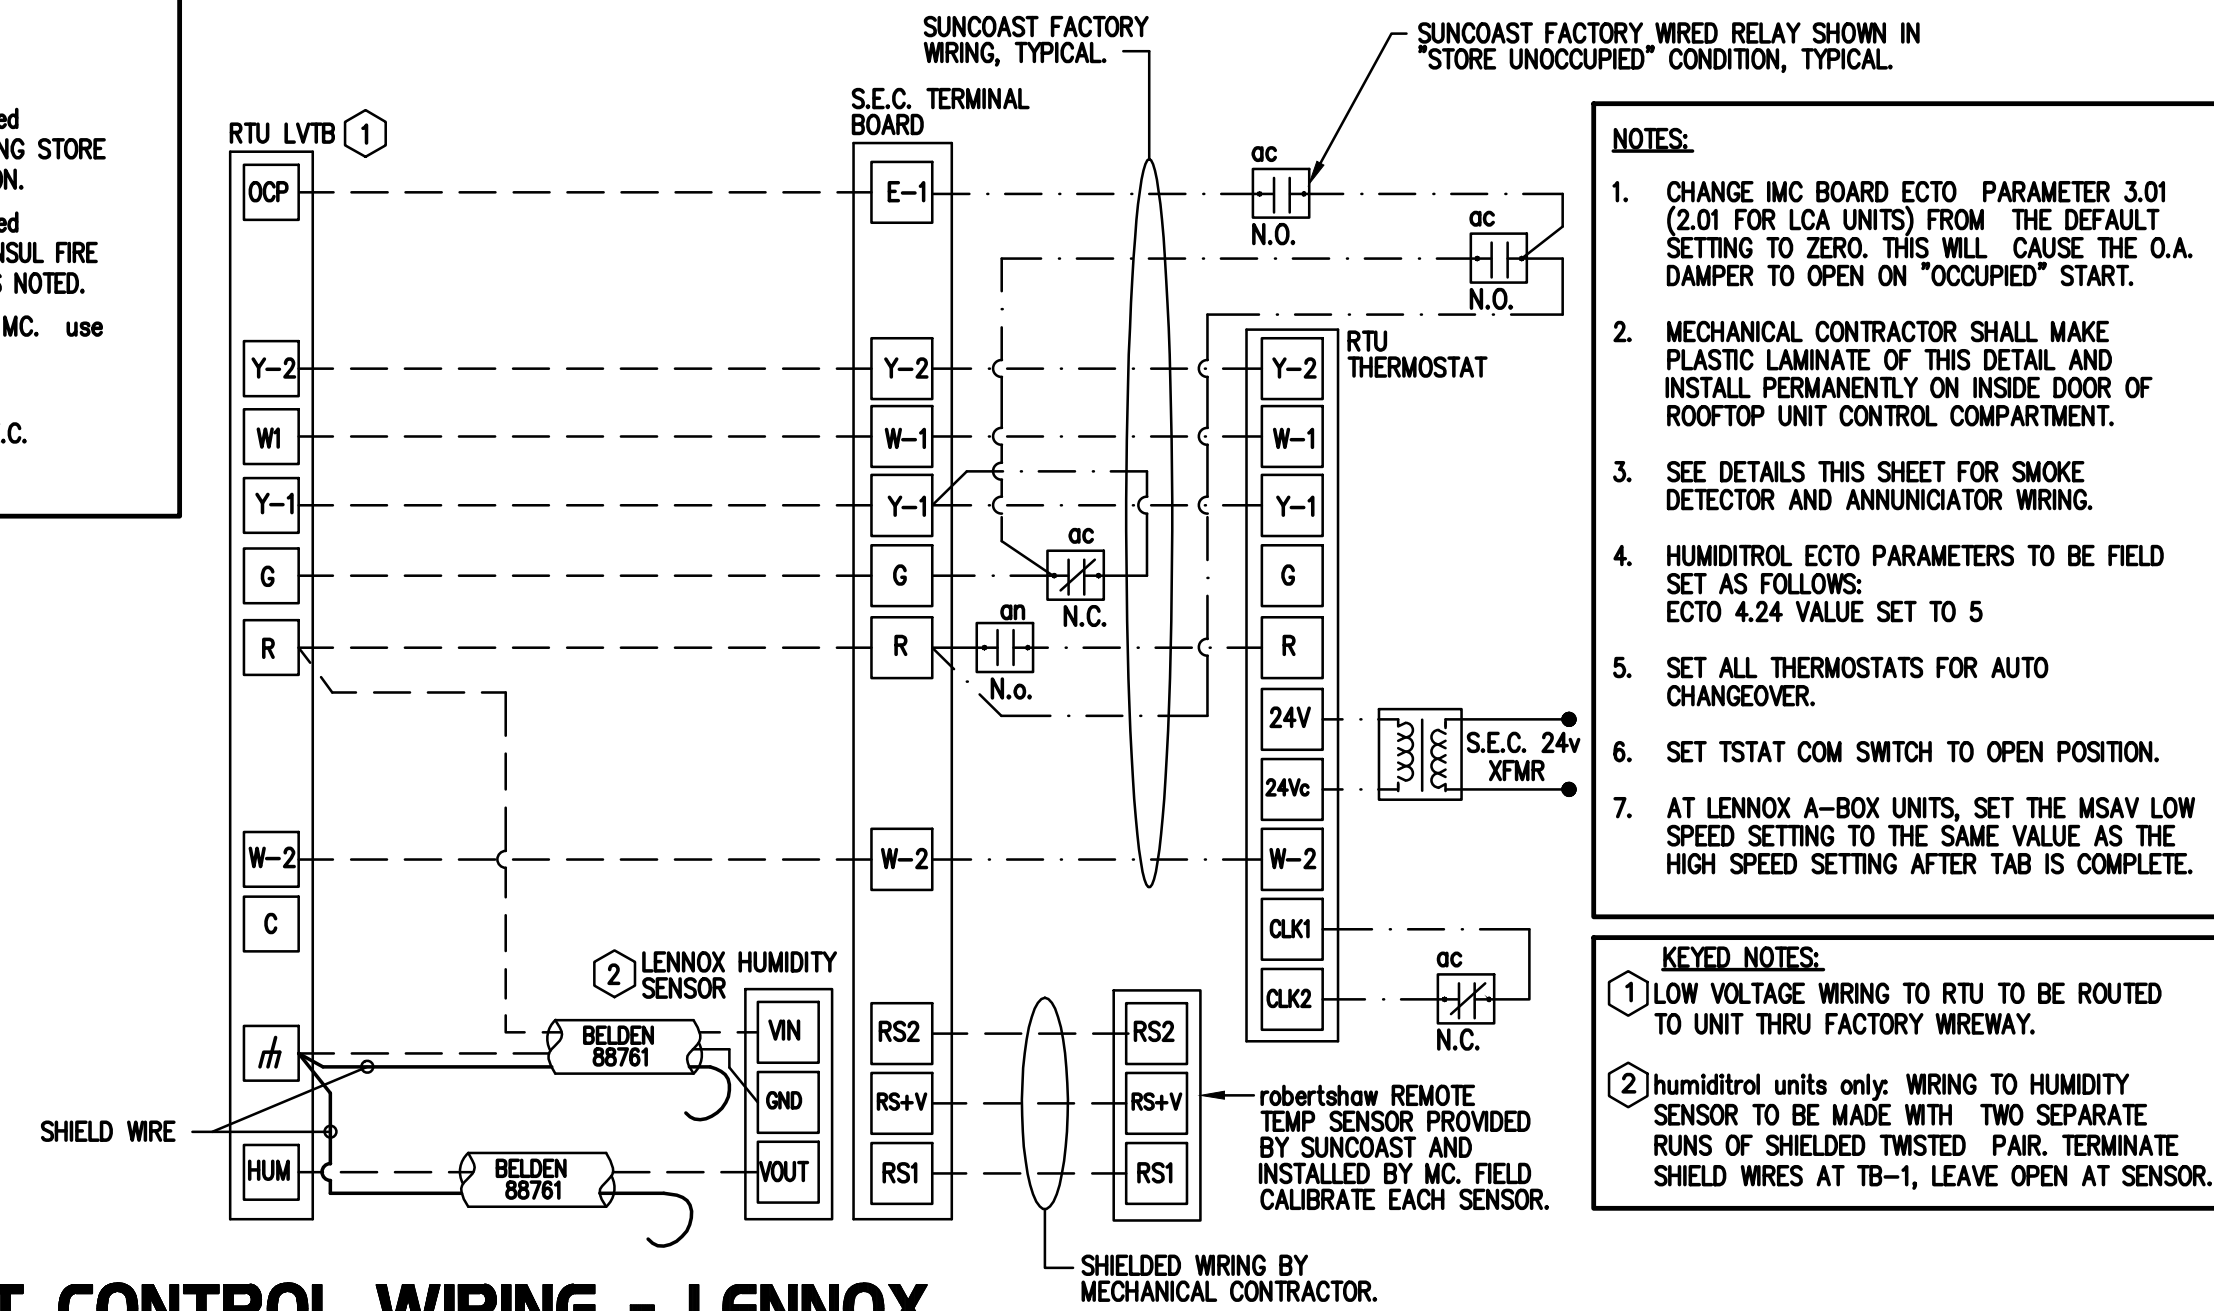 ed
NG STORE
ON.
ed
NSUL FIRE
S NOTED.
MC. use
.C.
SUNCOAST FACTORY
WIRING, TYPICAL.
SUNCOAST FACTORY WIRED RELAY SHOWN IN
"STORE UNOCCUPIED" CONDITION, TYPICAL.
RTU LVTB 1
OCP
Y-2
W1
Y-1
G
R
W-2
C
HUM
SHIELD WIRE
S.E.C. TERMINAL
BOARD
E-1
Y-2
W-1
Y-1
G
R
W-2
RS2
RS+V
RS1
ac
N.O.
ac
N.O.
ac
N.C.
an
N.o.
RTU
THERMOSTAT
Y-2
W-1
Y-1
G
R
24V
24Vc
W-2
CLK1
CLK2
S.E.C. 24v
XFMR
ac
N.C.
2 LENNOX HUMIDITY
SENSOR
VIN
GND
VOUT
BELDEN
88761
BELDEN
88761
RS2
RS+V
RS1
robertshaw REMOTE
TEMP SENSOR PROVIDED
BY SUNCOAST AND
INSTALLED BY MC. FIELD
CALIBRATE EACH SENSOR.
SHIELDED WIRING BY
MECHANICAL CONTRACTOR.
NOTES:
1. CHANGE IMC BOARD ECTO PARAMETER 3.01
(2.01 FOR LCA UNITS) FROM THE DEFAULT
SETTING TO ZERO. THIS WILL CAUSE THE O.A.
DAMPER TO OPEN ON "OCCUPIED" START.
2. MECHANICAL CONTRACTOR SHALL MAKE
PLASTIC LAMINATE OF THIS DETAIL AND
INSTALL PERMANENTLY ON INSIDE DOOR OF
ROOFTOP UNIT CONTROL COMPARTMENT.
3. SEE DETAILS THIS SHEET FOR SMOKE
DETECTOR AND ANNUNICIATOR WIRING.
4. HUMIDITROL ECTO PARAMETERS TO BE FIELD
SET AS FOLLOWS:
ECTO 4.24 VALUE SET TO 5
5. SET ALL THERMOSTATS FOR AUTO
CHANGEOVER.
6. SET TSTAT COM SWITCH TO OPEN POSITION.
7. AT LENNOX A-BOX UNITS, SET THE MSAV LOW
SPEED SETTING TO THE SAME VALUE AS THE
HIGH SPEED SETTING AFTER TAB IS COMPLETE.
KEYED NOTES:
1 LOW VOLTAGE WIRING TO RTU TO BE ROUTED
TO UNIT THRU FACTORY WIREWAY.
2 humiditrol units only: WIRING TO HUMIDITY
SENSOR TO BE MADE WITH TWO SEPARATE
RUNS OF SHIELDED TWISTED PAIR. TERMINATE
SHIELD WIRES AT TB-1, LEAVE OPEN AT SENSOR.
T CONTROL WIRING - LENNOX